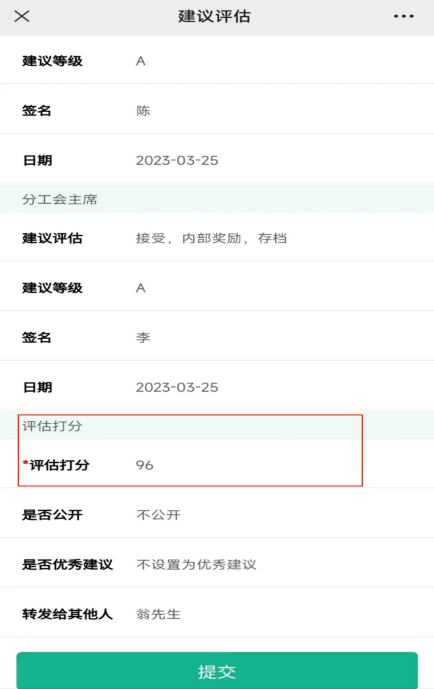 建议评估
建议等级 A
签名 陈
日期 2023-03-25
分工会主席
建议评估 接受，内部奖励，存档
建议等级 A
签名 李
日期 2023-03-25
评估打分
*评估打分 96
是否公开 不公开
是否优秀建议 不设置为优秀建议
转发给其他人 翁先生
提交